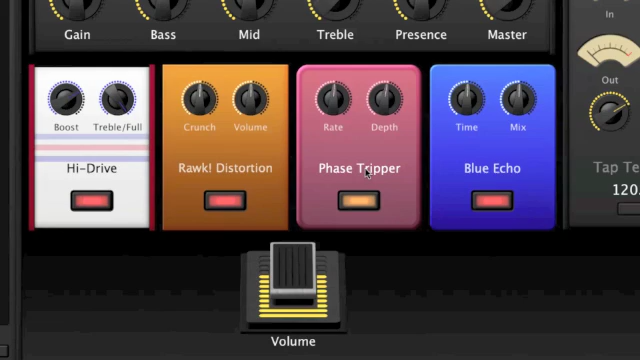 In
Gain Bass Mid Treble Presence Master
Out
Boost Treble/Full Crunch Volume Rate Depth Time Mix
Hi-Drive Rawk! Distortion Phase Tripper Blue Echo Tap Te
120.
Volume